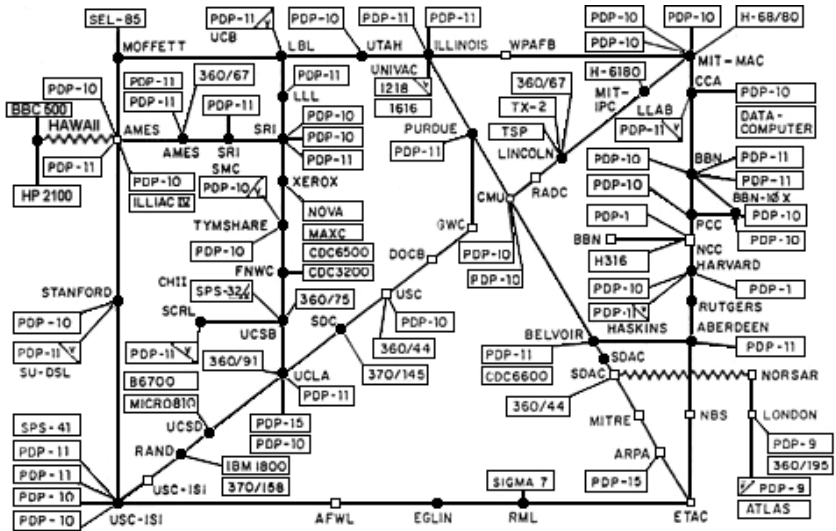 SEL-85
PDP-11
UCB
PDP-10
PDP-11
PDP-10
PDP-10
PDP-10
H-68/80
MOFFETT
LBL
UTAH
ILLINOIS
WPAFB
MIT-MAC
PDP-10
PDP-11
PDP-11
360/67
PDP-11
LLL
UNIVAC
1218
1616
360/67
TX-2
TSP
LINCOLN
H-6180
MIT-
IPC
LLAB
PDP-11
CCA
PDP-10
DATA-
COMPUTER
HAWAII
AMES
PDP-11
HP 2100
PDP-11
AMES
SRI
SMC
SRI
PDP-10
PDP-10
PDP-11
PURDUE
PDP-11
RADC
CMU
PDP-10
PDP-10
BBN
PDP-11
PDP-11
PDP-10
PDP-10
PDP-10
PDP-10
ILLIAC IV
PDP-10
XEROX
NOVA
MAXC
TYMSHARE
PDP-10
GWC
DOCB
PDP-1
PCC
BBN
H316
NCC
CDC6500
CDC3200
FNWC
CHII
SPS-32
SCRL
PDP-11
UCSB
360/75
USC
PDP-10
360/44
PDP-10
PDP-11
HARVARD
PDP-1
RUTGERS
HASKINS
STANFORD
PDP-10
PDP-11
SU-DSL
SDC
370/145
BELVOIR
PDP-11
CDC6600
ABERDEEN
PDP-11
360/91
UCLA
PDP-11
PDP-15
PDP-10
B6700
MICRO810
UCSD
SDAC
SDAC
360/44
NORSAR
MITRE
NBS
LONDON
PDP-9
360/195
PDP-9
ATLAS
SPS-41
PDP-11
PDP-11
PDP-10
PDP-10
RAND
IBM 1800
370/158
USC-ISI
USC-ISI
AFWL
EGLIN
SIGMA 7
RML
ARPA
PDP-15
ETAC